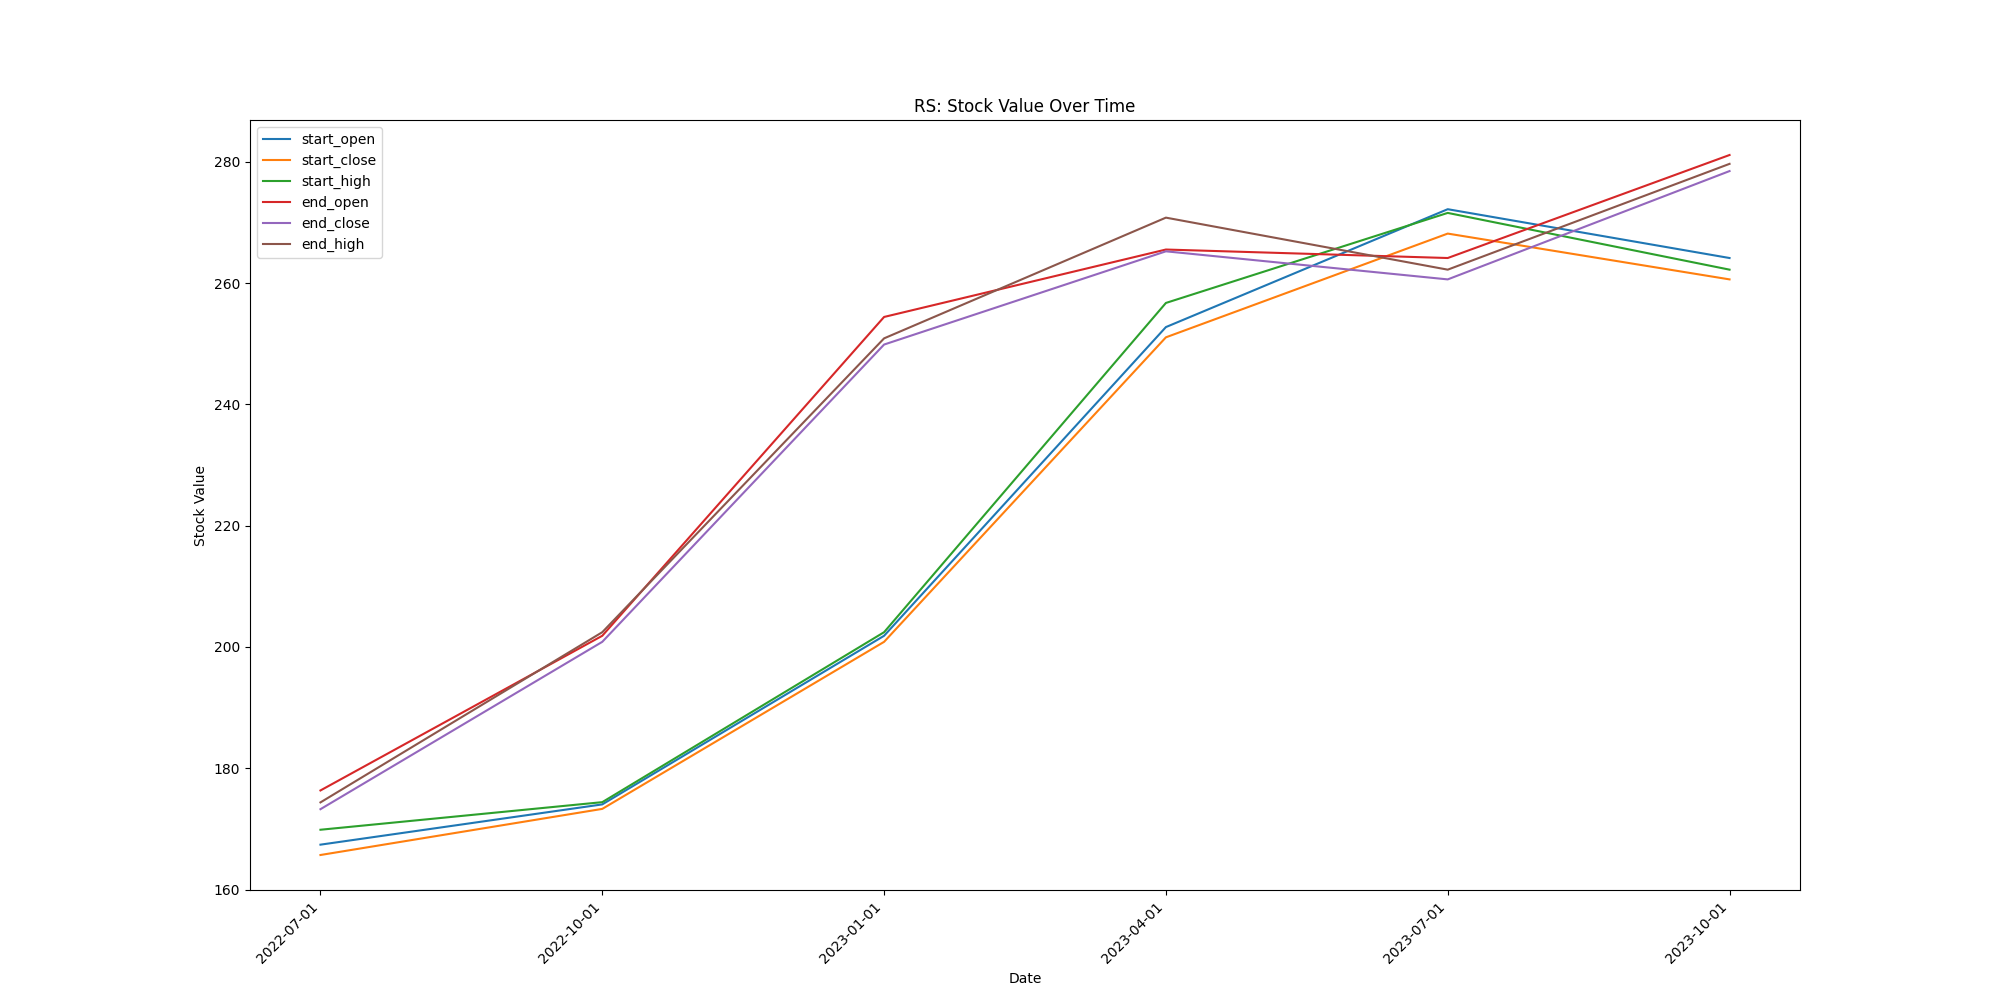 RS: Stock Value Over Time
start_open
start_close
start_high
end_open
end_close
end_high
280
260
240
220
200
180
160
Stock Value
2022-07-01
2022-10-01
2023-01-01
2023-04-01
2023-07-01
2023-10-01
Date